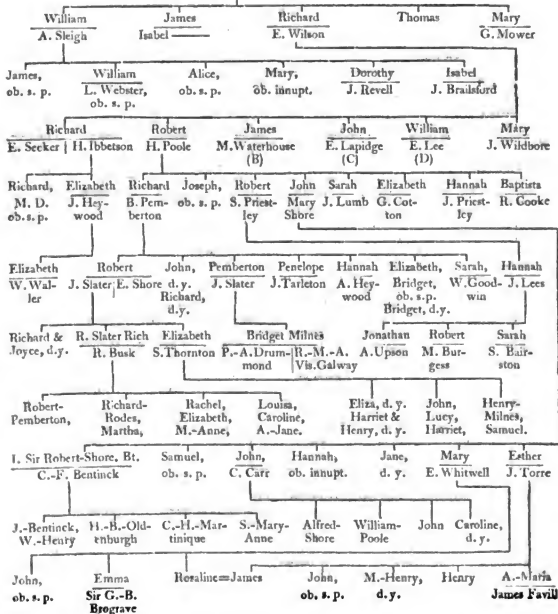 William James Richard Thomas Mary
A. Sleigh Isabel —— E. Wilson G. Mower
James, William Alice, Mary, Dorothy Isabel
ob. s. p. L. Webster, ob. s. p. ob. innupt. J. Revell J. Brailsford
ob. s. p.
Richard Robert James John William Mary
E. Seeker H. Ibbetson H. Poole M. Waterhouse E. Lapidge E. Lee J. Wildbore
(B) (C) (D)
Richard, Elizabeth Richard Joseph, Robert John Sarah Elizabeth Hannah Baptista
M. D. J. Hey- B. Pem- ob. s. p. S. Priest- Mary J. Lumb G. Cot- J. Priest- R. Cooke
ob. s. p. wood berton ley Shore ton ley
Elizabeth Robert John, Pemberton Penelope Hannah Elizabeth, Sarah, Hannah
W. Wal- J. Slater E. Shore d. y. J. Slater J. Tarleton A. Hey- Bridget, W. Good- J. Lees
ler Richard, wood ob. s. p. win
d.y. Bridget, d.y.
Richard & R. Slater Rich Elizabeth Bridget Milnes Jonathan Robert Sarah
Joyce, d.y. R. Busk S. Thornton P.-A. Drum- R.-M.-A. A. Upson M. Bur- S. Bair-
mond Vis. Galway gess ston
Robert- Richard- Rachel, Louisa, Eliza, d. y. John, Henry-
Pemberton, Rodes, Elizabeth, Caroline, Harriet & Lucy, Milnes,
Martha, M.-Anne, A.-Jane. Henry, d. y. Harriet, Samuel.
1. Sir Robert-Shore, Bt. Samuel, John, Hannah, Jane, Mary Esther
C.-F. Bentinck ob. s. p. C. Carr ob. innupt. d. y. E. Whitwell J. Torre
J.-Bentinck, H.-B.-Old- C.-H.-Mar- S.-Mary- Alfred- William- John Caroline,
W.-Henry enburgh tinique Anne Shore Poole d. y.
John, Emma Rosaline=James John, M.-Henry, Henry A.-Maria
ob. s. p. Sir G.-B. ob. s. y. d. y. James Favik
Brograve